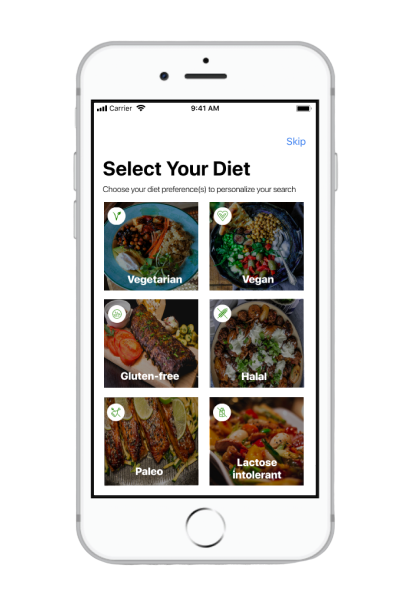 Carrier 9:41 AM
Skip
Select Your Diet
Choose your diet preference(s) to personalize your search
Vegetarian
Vegan
Gluten-free
Halal
Paleo
Lactose
intolerant